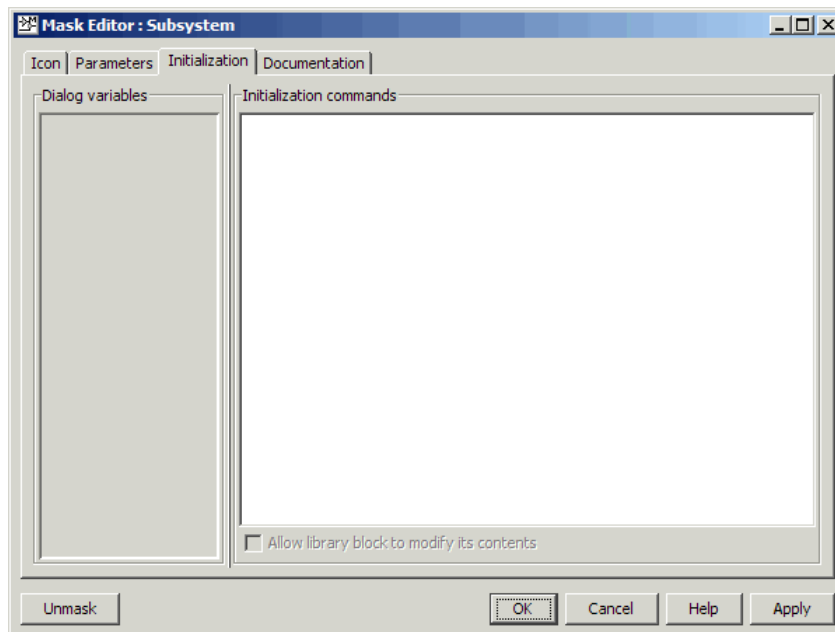 Mask Editor : Subsystem
Icon Parameters Initialization Documentation
Dialog variables
Initialization commands
Allow library block to modify its contents
Unmask OK Cancel Help Apply